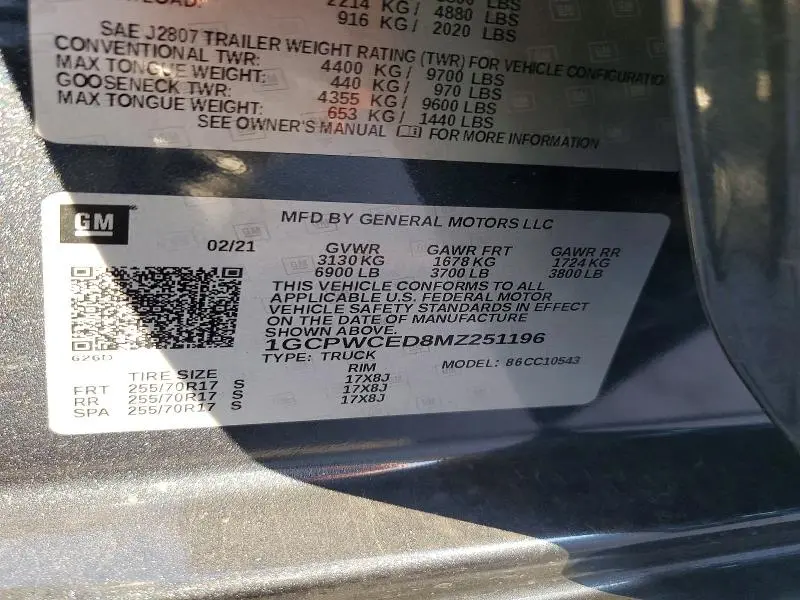 2214 KG / 4880 LBS
916 KG / 2020 LBS
SAE J2807 TRAILER WEIGHT RATING (TWR) FOR VEHICLE CONFIGURATION
CONVENTIONAL TWR: 4400 KG / 9700 LBS
MAX TONGUE WEIGHT: 440 KG / 970 LBS
GOOSENECK TWR: 4355 KG / 9600 LBS
MAX TONGUE WEIGHT: 653 KG / 1440 LBS
SEE OWNER'S MANUAL FOR MORE INFORMATION
GM MFD BY GENERAL MOTORS LLC
02/21 GVWR GAWR FRT GAWR RR
3130 KG 1678 KG 1724 KG
6900 LB 3700 LB 3800 LB
THIS VEHICLE CONFORMS TO ALL
APPLICABLE U.S. FEDERAL MOTOR
VEHICLE SAFETY STANDARDS IN EFFECT
ON THE DATE OF MANUFACTURE
SHOWN ABOVE.
1GCPWCED8MZ251196
626D TYPE: TRUCK MODEL: 86CC10543
TIRE SIZE RIM
FRT 255/70R17 S 17X8J
RR 255/70R17 S 17X8J
SPA 255/70R17 S 17X8J